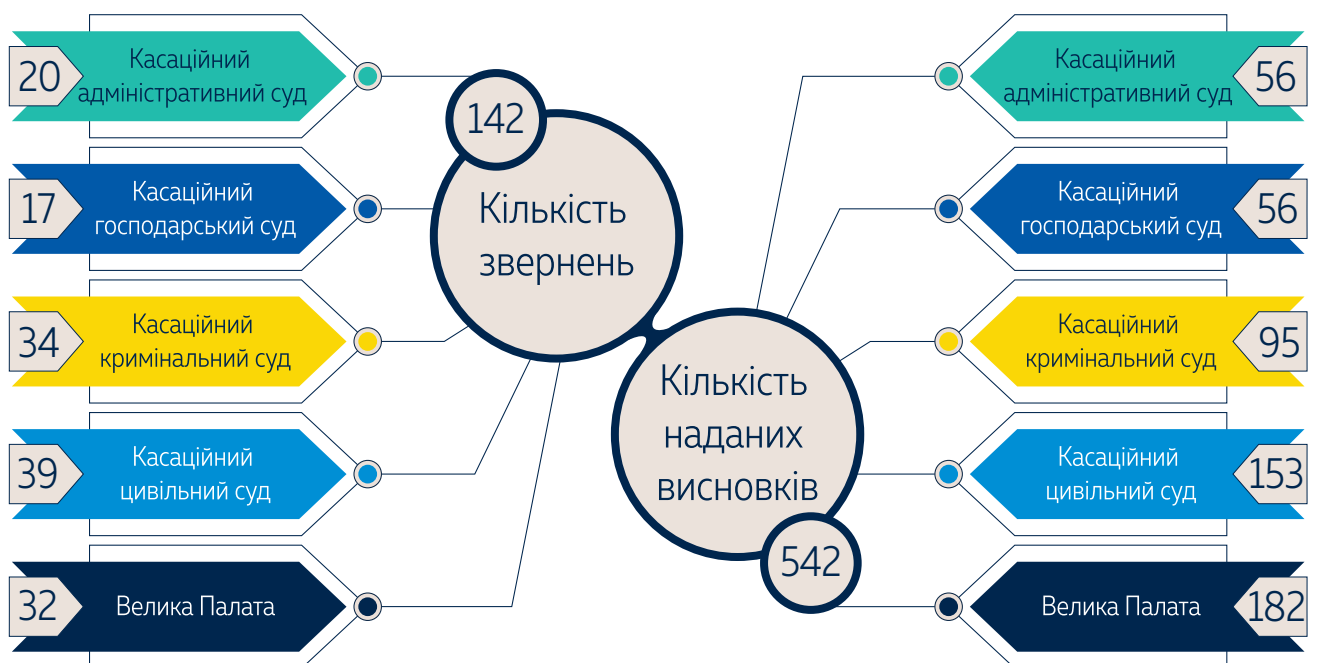 20
Касаційний
адміністративний суд
17
Касаційний
господарський суд
34
Касаційний
кримінальний суд
39
Касаційний
цивільний суд
32
Велика Палата
142
Кількість
звернень
Кількість
наданих
висновків
542
Касаційний
адміністративний суд
56
Касаційний
господарський суд
56
Касаційний
кримінальний суд
95
Касаційний
цивільний суд
153
Велика Палата
182